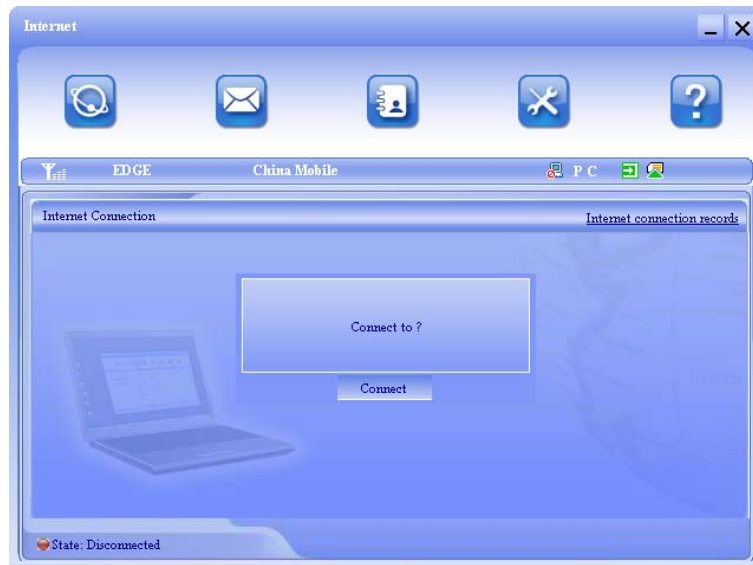 Internet
EDGE China Mobile P C
Internet Connection Internet connection records
Connect to ?
Connect
State: Disconnected